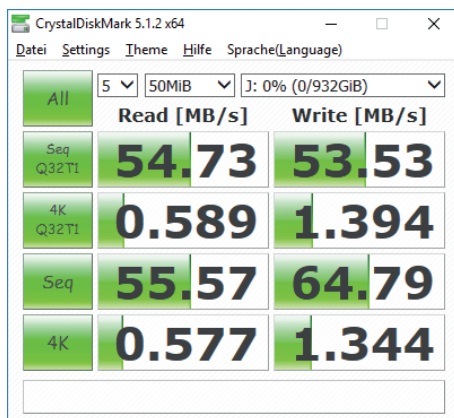 CrystalDiskMark 5.1.2 x64
Datei Settings Theme Hilfe Sprache(Language)
All 5 50MiB J: 0% (0/932GiB)
Read [MB/s] Write [MB/s]
Seq Q32T1 54.73 53.53
4K Q32T1 0.589 1.394
Seq 55.57 64.79
4K 0.577 1.344